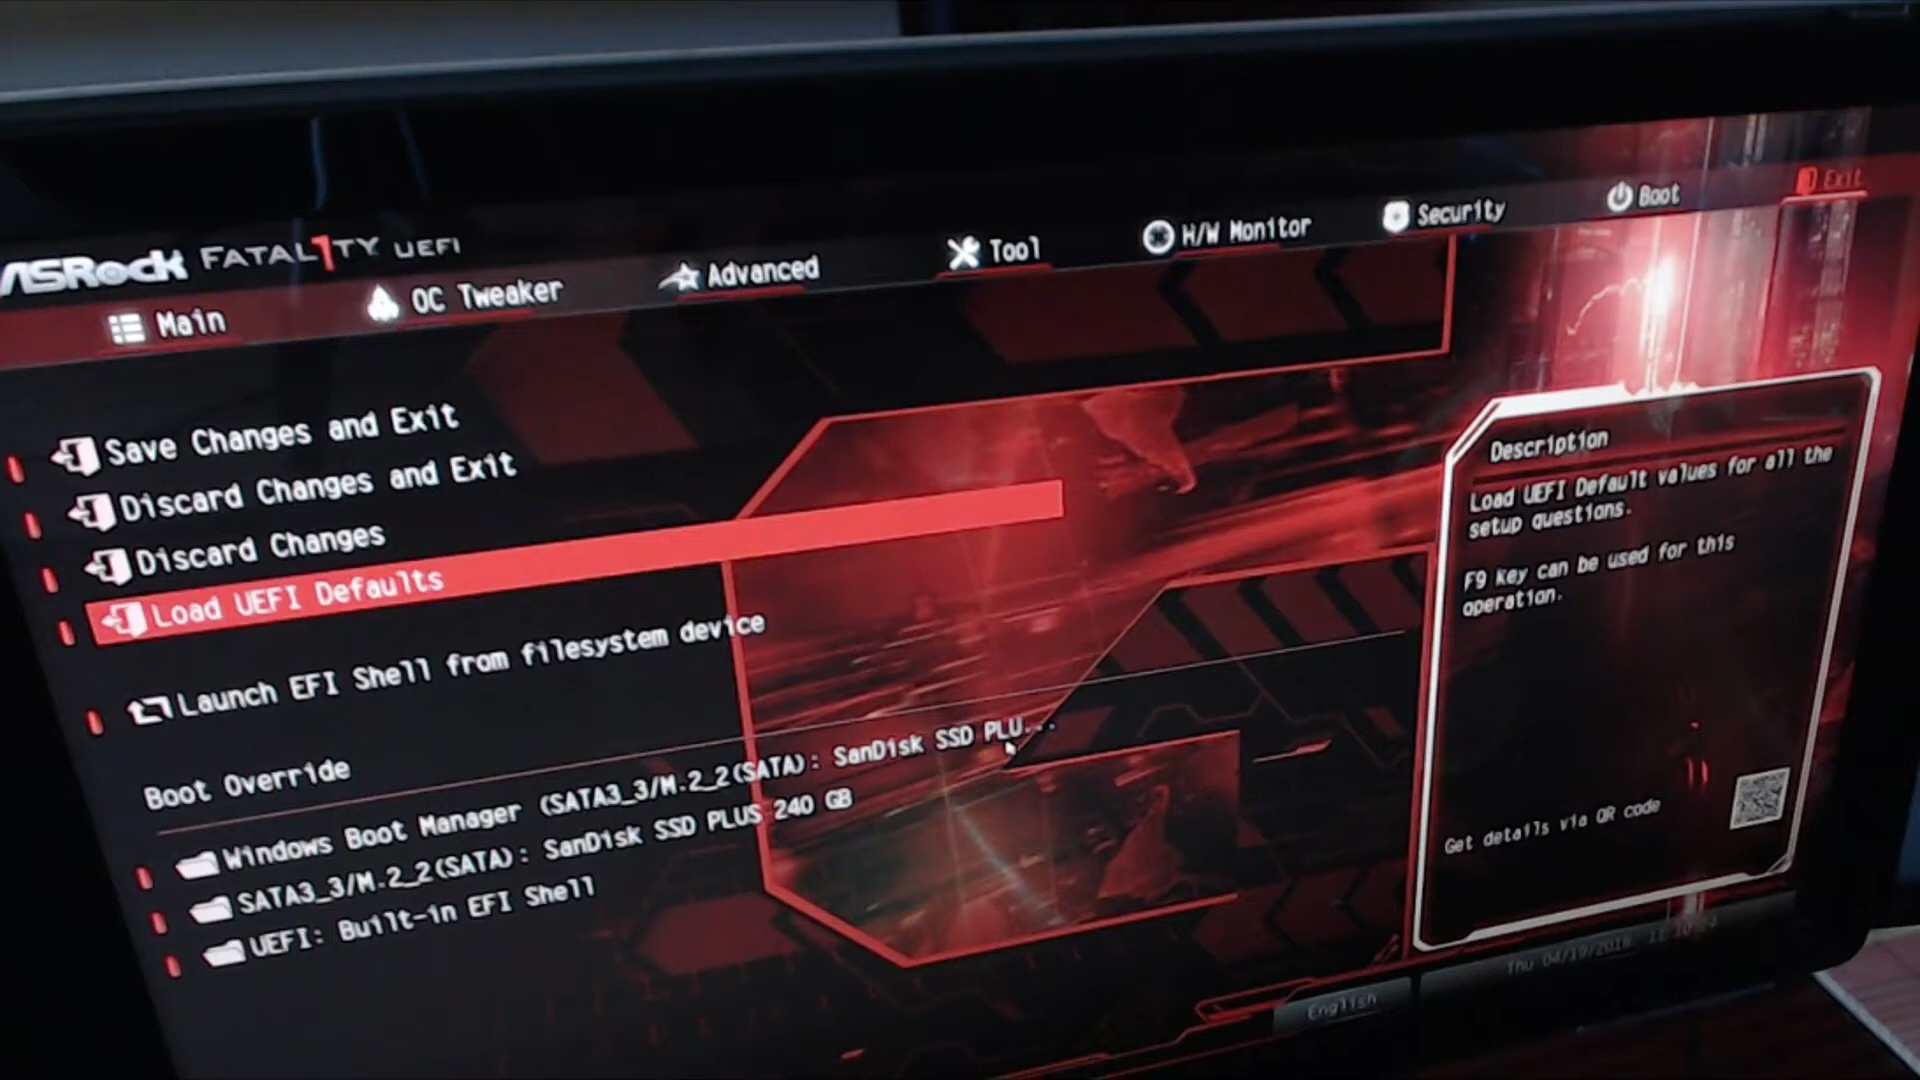 ASRock FATAL1TY UEFI
Main
OC Tweaker
Advanced
Tool
H/W Monitor
Security
Boot
Exit
Save Changes and Exit
Discard Changes and Exit
Discard Changes
Load UEFI Defaults
Launch EFI Shell from filesystem device
Boot Override
Windows Boot Manager (SATA3_3/M.2_2(SATA): SanDisk SSD PLU...
SATA3_3/M.2_2(SATA): SanDisk SSD PLUS 240 GB
UEFI: Built-in EFI Shell
Description
Load UEFI Default values for all the
setup questions.
F9 key can be used for this
operation.
Get details via QR code
English
Thu 04/19/2018